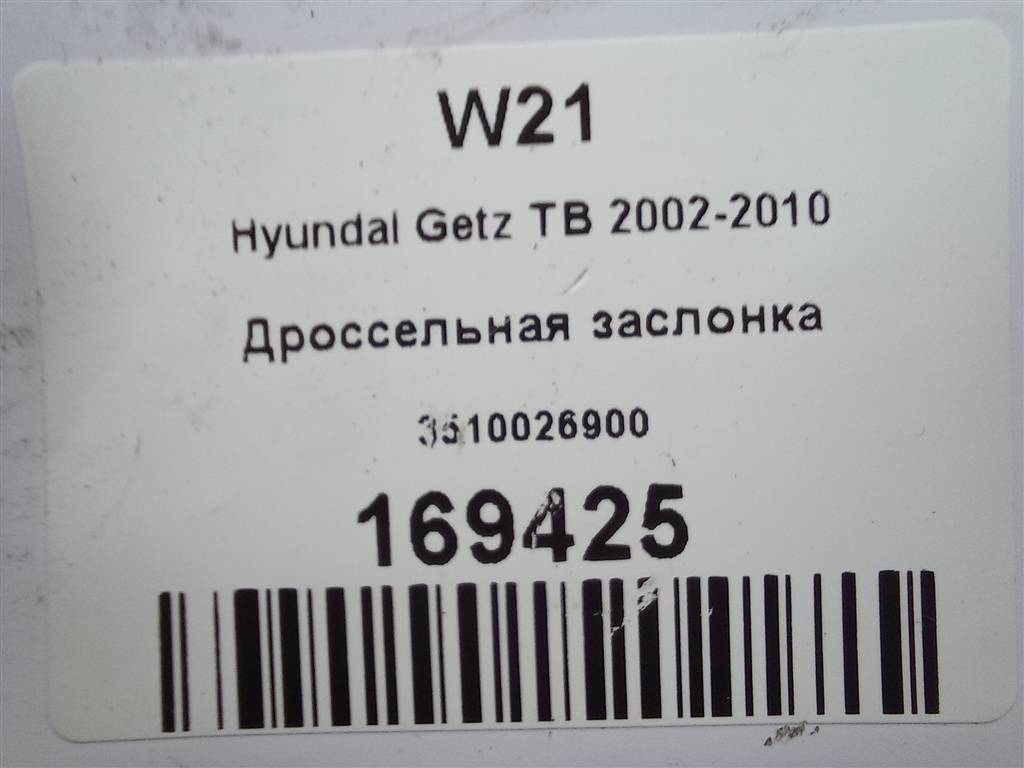 W21
Hyundai Getz TB 2002-2010
Дроссельная заслонка
3510026900
169425